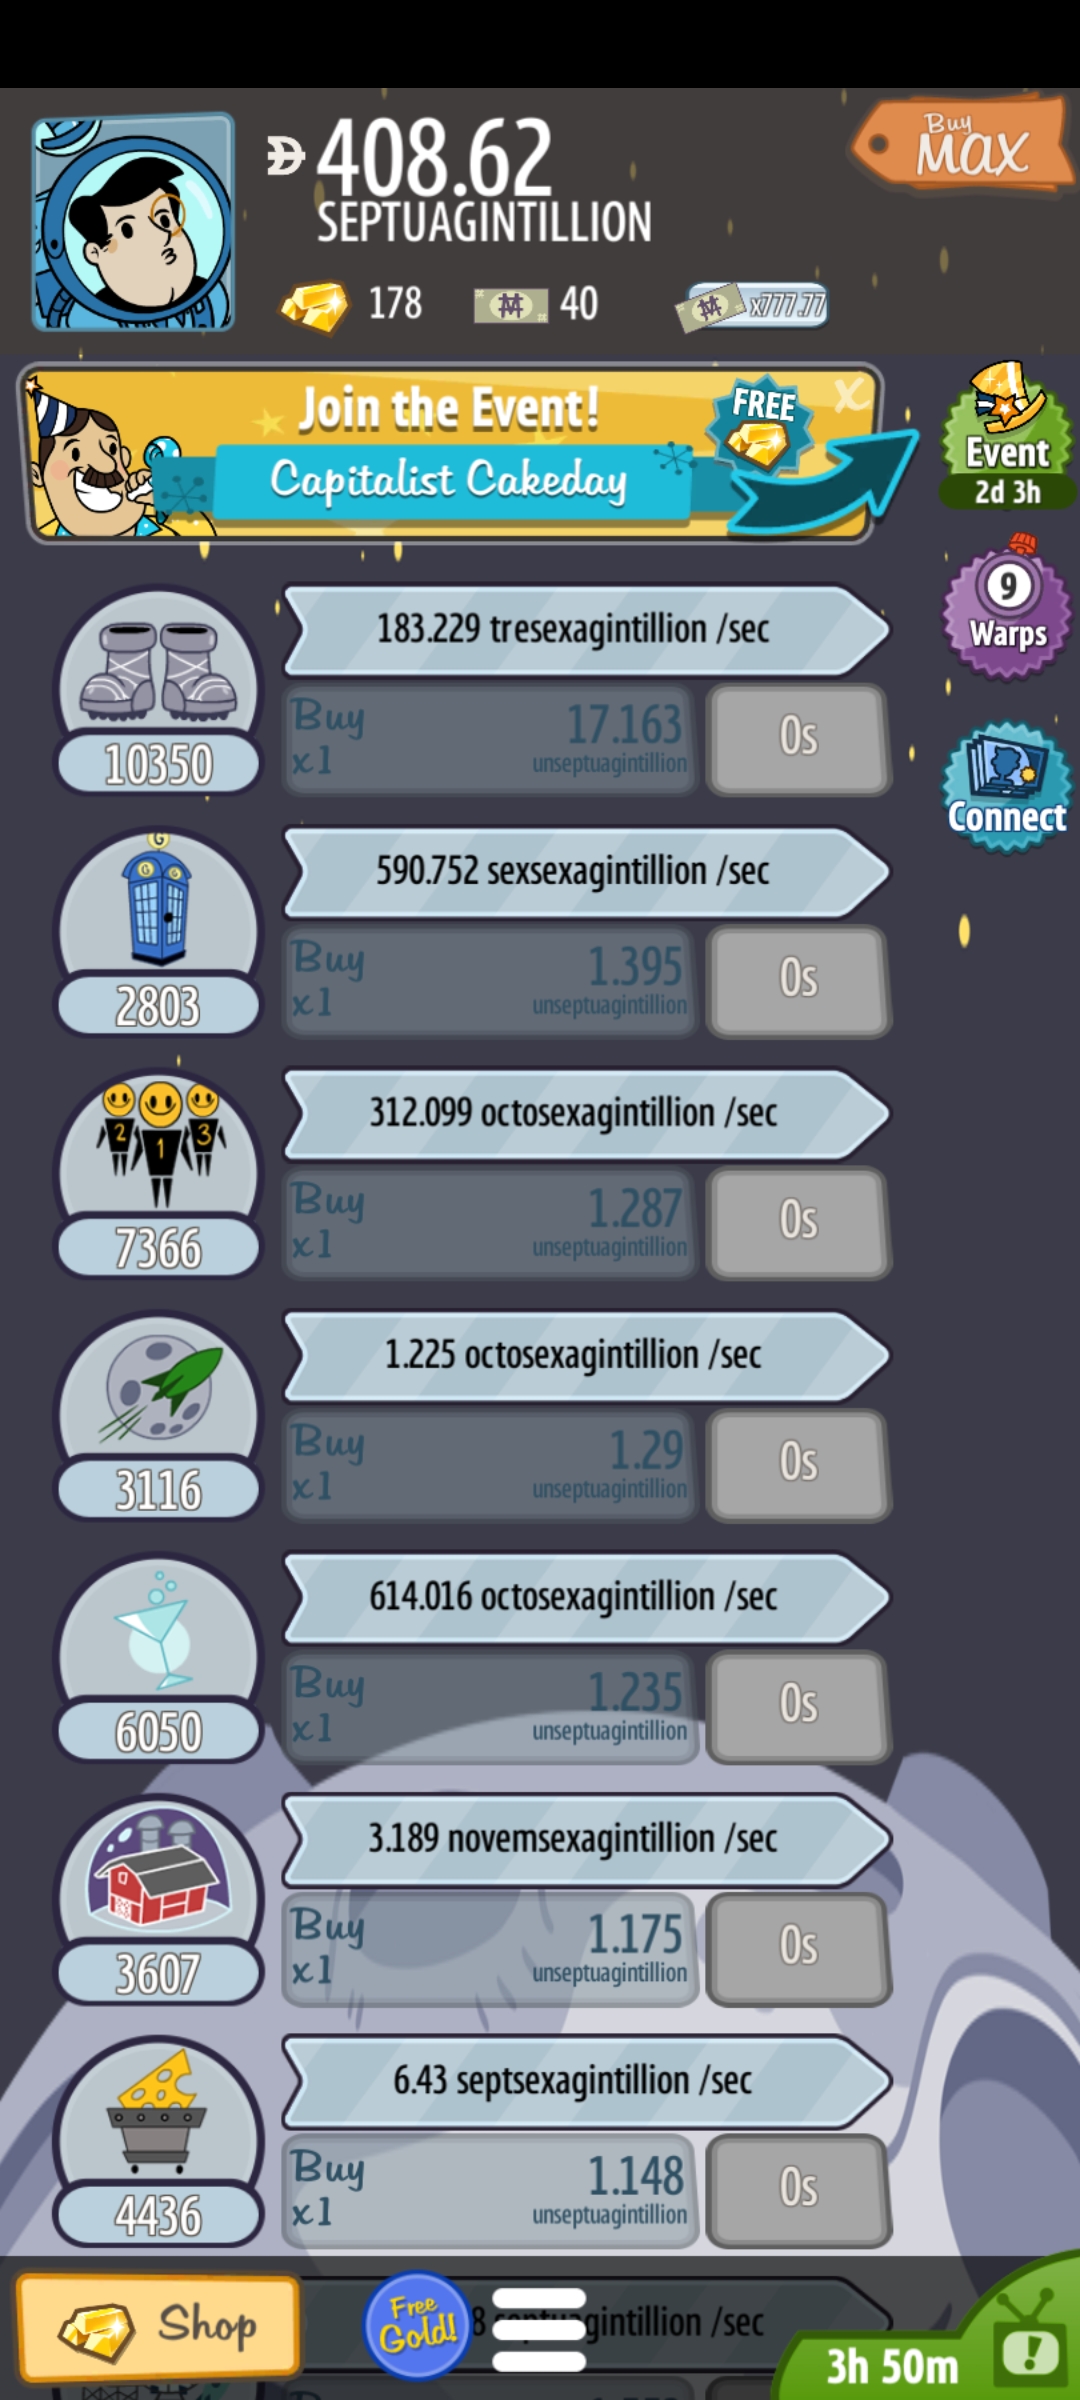 408.62
Buy
MAX
SEPTUAGINTILLION
178
40
x777.77
Join the Event!
FREE
X
Capitalist Cakeday
Event
2d 3h
183.229 tresexagintillion /sec
9
Warps
Buy
x1
17.163
unseptuagintillion
0s
10350
Connect
590.752 sexsexagintillion /sec
Buy
x1
1.395
unseptuagintillion
0s
2803
312.099 octosexagintillion /sec
2 1 3
Buy
x1
1.287
unseptuagintillion
0s
7366
1.225 octosexagintillion /sec
Buy
x1
1.29
unseptuagintillion
0s
3116
614.016 octosexagintillion /sec
Buy
x1
1.235
unseptuagintillion
0s
6050
3.189 novemsexagintillion /sec
Buy
x1
1.175
unseptuagintillion
0s
3607
6.43 septsexagintillion /sec
Buy
x1
1.148
unseptuagintillion
0s
4436
Shop
Free
Gold!
/sec
3h 50m